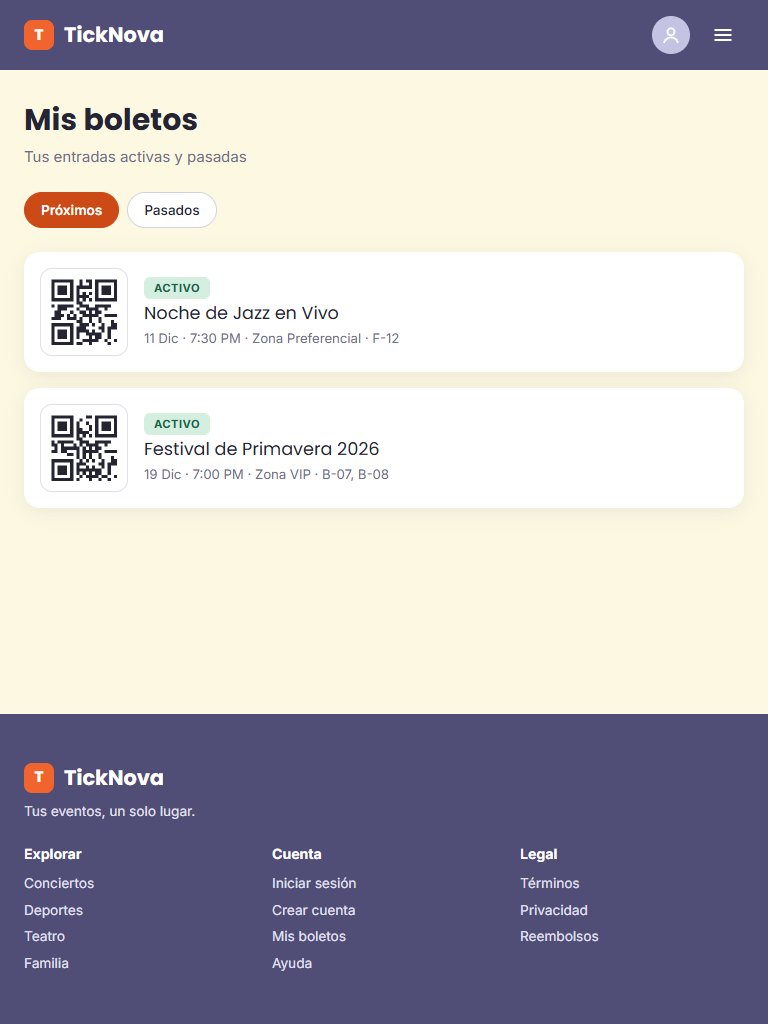 T TickNova
Mis boletos
Tus entradas activas y pasadas
Próximos Pasados
ACTIVO
Noche de Jazz en Vivo
11 Dic · 7:30 PM · Zona Preferencial · F-12
ACTIVO
Festival de Primavera 2026
19 Dic · 7:00 PM · Zona VIP · B-07, B-08
T TickNova
Tus eventos, un solo lugar.
Explorar
Conciertos
Deportes
Teatro
Familia
Cuenta
Iniciar sesión
Crear cuenta
Mis boletos
Ayuda
Legal
Términos
Privacidad
Reembolsos